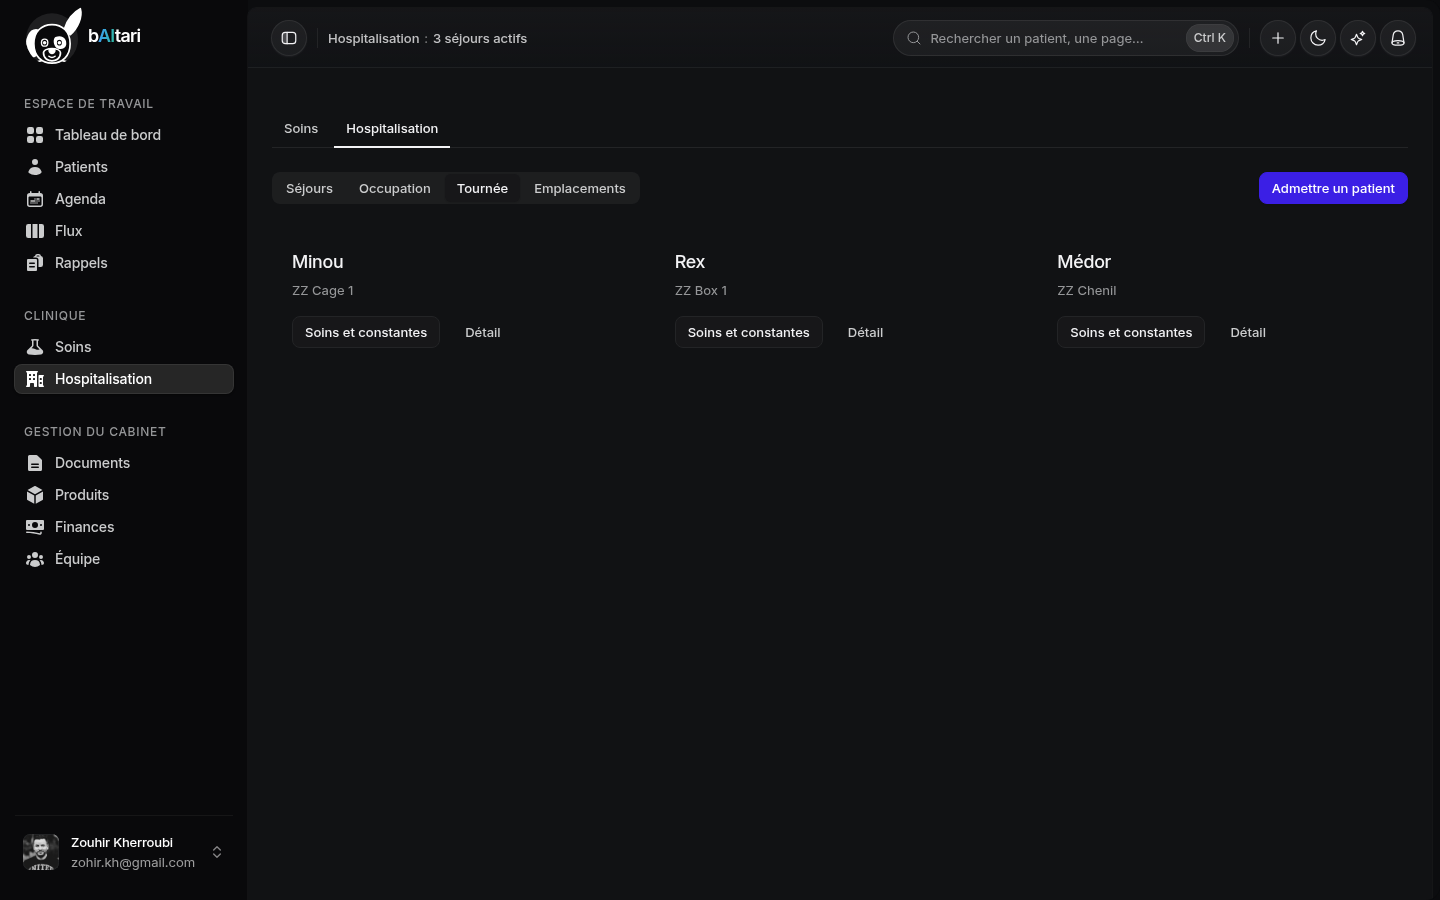 bAItari
Hospitalisation : 3 séjours actifs
Rechercher un patient, une page...
Ctrl K
ESPACE DE TRAVAIL
Tableau de bord
Patients
Agenda
Flux
Rappels
CLINIQUE
Soins
Hospitalisation
GESTION DU CABINET
Documents
Produits
Finances
Équipe
Zouhir Kherroubi
zohir.kh@gmail.com
Soins Hospitalisation
Séjours Occupation Tournée Emplacements
Admettre un patient
Minou
ZZ Cage 1
Soins et constantes Détail
Rex
ZZ Box 1
Soins et constantes Détail
Médor
ZZ Chenil
Soins et constantes Détail